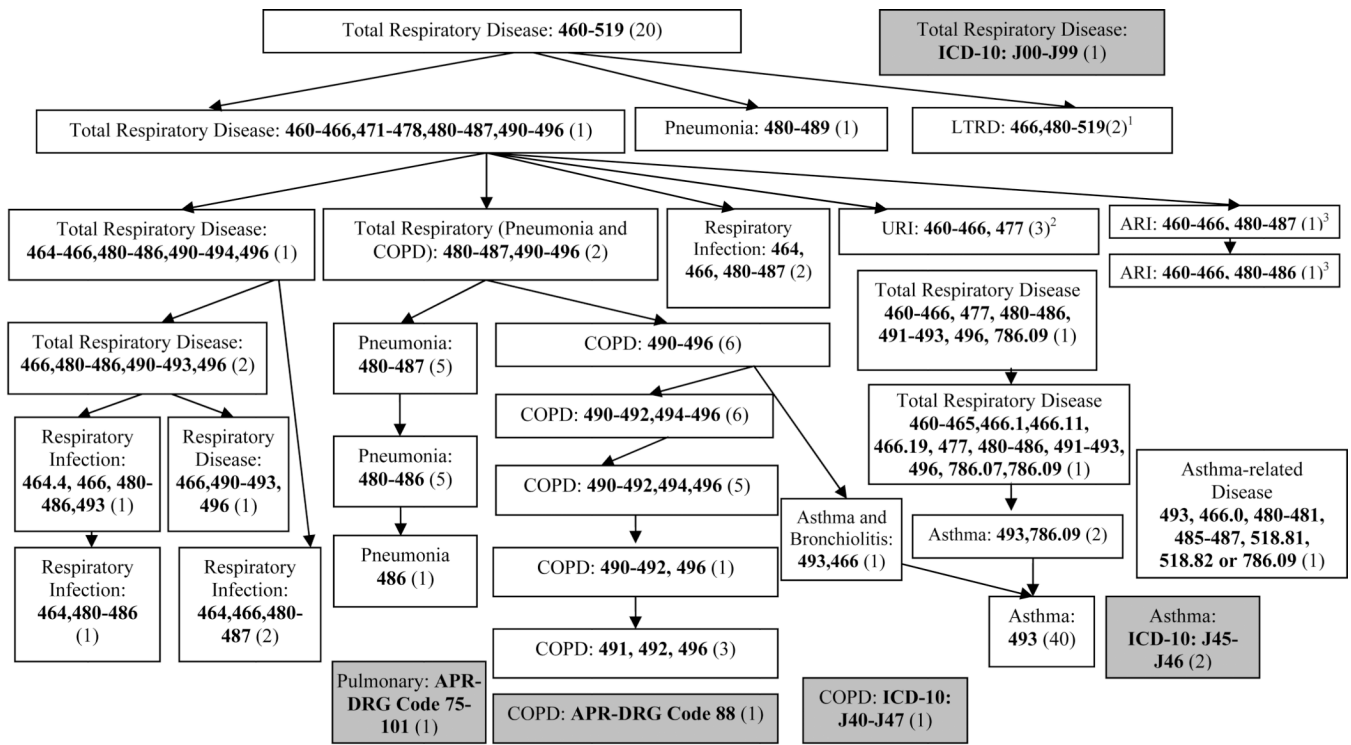 Total Respiratory Disease: 460-519 (20)
Total Respiratory Disease:
ICD-10: J00-J99 (1)
Total Respiratory Disease: 460-466,471-478,480-487,490-496 (1)
Pneumonia: 480-489 (1)
LTRD: 466,480-519(2)1
Total Respiratory Disease:
464-466,480-486,490-494,496 (1)
Total Respiratory (Pneumonia and
COPD): 480-487,490-496 (2)
Respiratory
Infection: 464,
466, 480-487 (2)
URI: 460-466, 477 (3)2
ARI: 460-466, 480-487 (1)3
ARI: 460-466, 480-486 (1)3
Total Respiratory Disease
460-466, 477, 480-486,
491-493, 496, 786.09 (1)
Total Respiratory Disease:
466,480-486,490-493,496 (2)
Pneumonia:
480-487 (5)
COPD: 490-496 (6)
Total Respiratory Disease
460-465,466.1,466.11,
466.19, 477, 480-486, 491-493,
496, 786.07,786.09 (1)
COPD: 490-492,494-496 (6)
Respiratory
Infection:
464.4, 466, 480-
486,493 (1)
Respiratory
Disease:
466,490-493,
496 (1)
Pneumonia:
480-486 (5)
COPD: 490-492,494,496 (5)
Asthma-related
Disease
493, 466.0, 480-481,
485-487, 518.81,
518.82 or 786.09 (1)
Asthma and
Bronchiolitis:
493,466 (1)
Asthma: 493,786.09 (2)
Respiratory
Infection:
464,480-486
(1)
Respiratory
Infection:
464,466,480-
487 (2)
Pneumonia
486 (1)
COPD: 490-492, 496 (1)
Asthma:
493 (40)
Asthma:
ICD-10: J45-
J46 (2)
COPD: 491, 492, 496 (3)
Pulmonary: APR-
DRG Code 75-
101 (1)
COPD: APR-DRG Code 88 (1)
COPD: ICD-10:
J40-J47 (1)